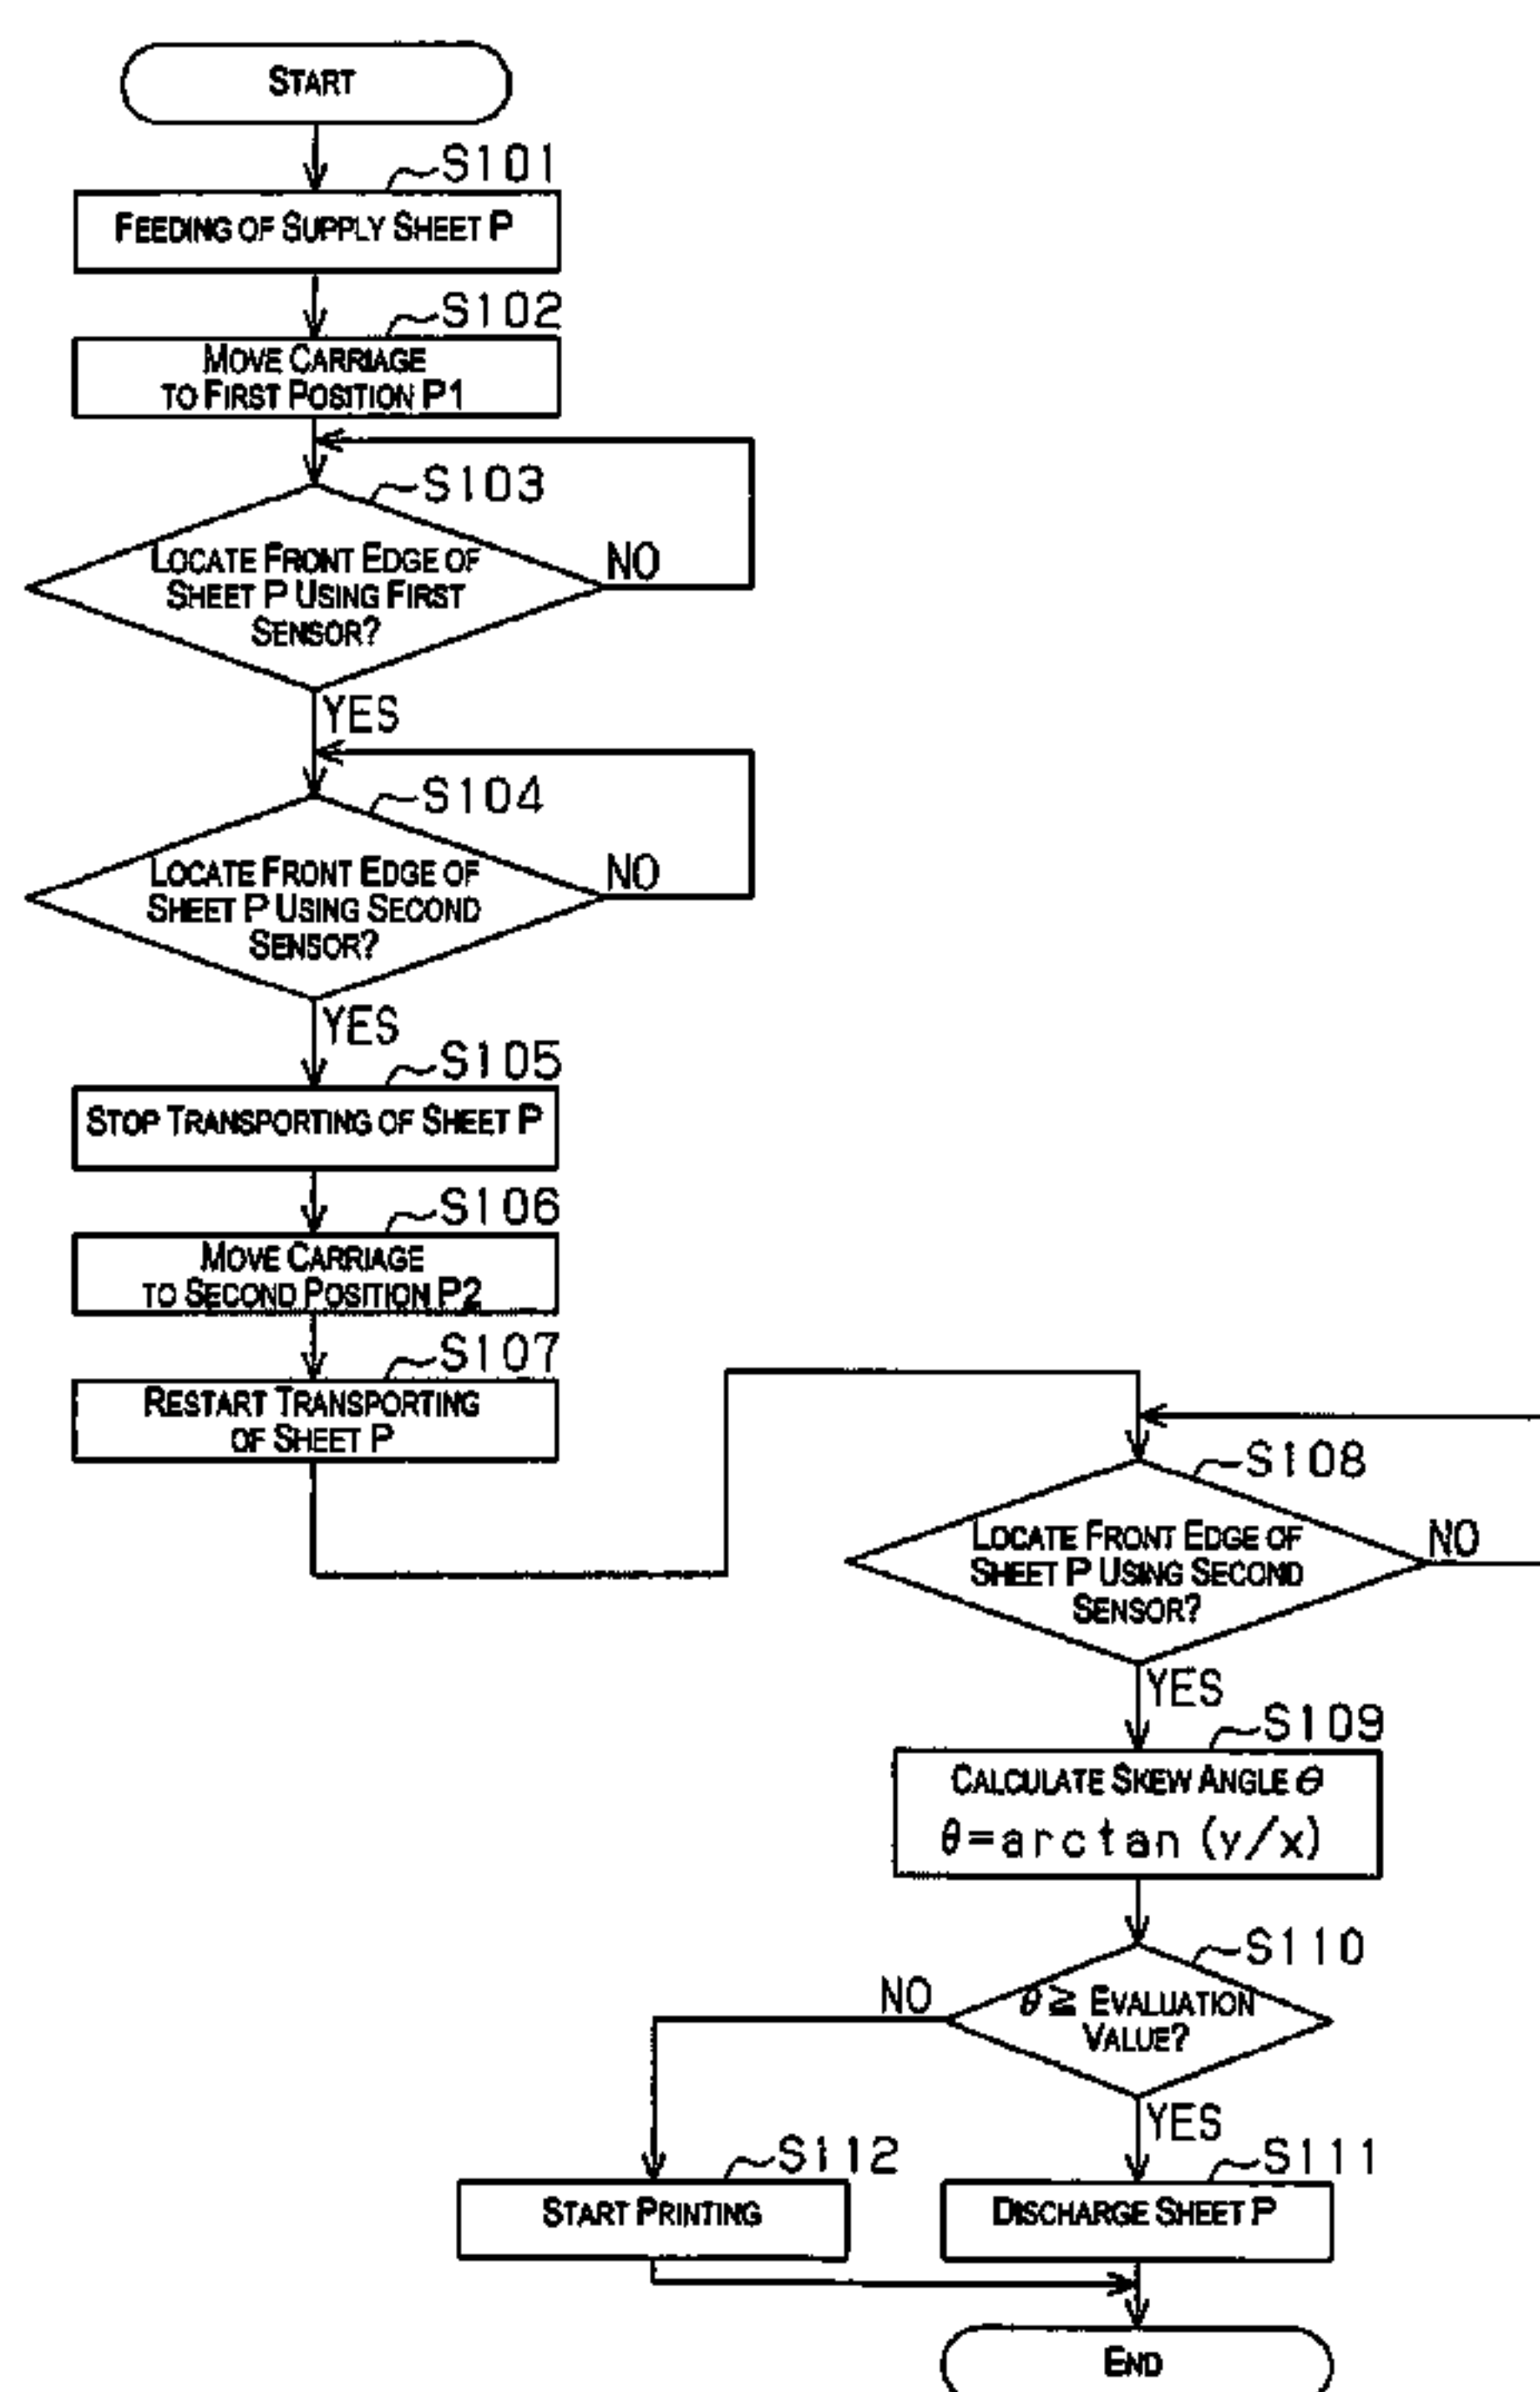 START
S101
FEEDING OF SUPPLY SHEET P
S102
MOVE CARRIAGE
TO FIRST POSITION P1
S103
LOCATE FRONT EDGE OF
SHEET P USING FIRST
SENSOR?
NO
YES
S104
LOCATE FRONT EDGE OF
SHEET P USING SECOND
SENSOR?
NO
YES
S105
STOP TRANSPORTING OF SHEET P
S106
MOVE CARRIAGE
TO SECOND POSITION P2
S107
RESTART TRANSPORTING
OF SHEET P
S108
LOCATE FRONT EDGE OF
SHEET P USING SECOND
SENSOR?
NO
YES
S109
CALCULATE SKEW ANGLE θ
θ=arctan (y/x)
S110
θ ≧ EVALUATION
VALUE?
NO
YES
S112
START PRINTING
S111
DISCHARGE SHEET P
END